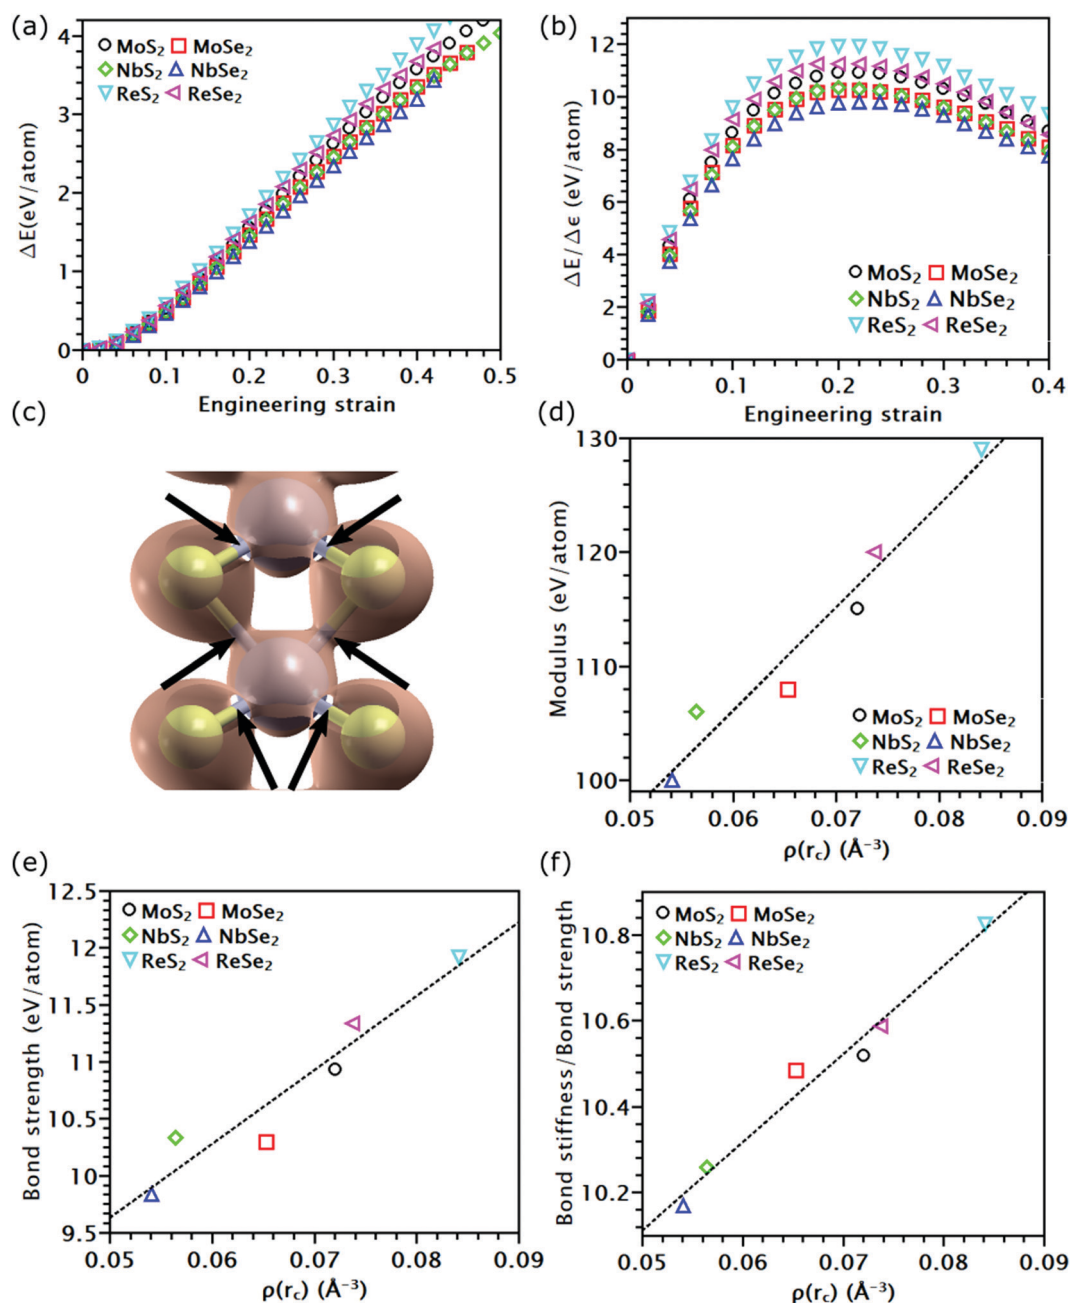 (a)
4
3
2
1
0
ΔE(eV/atom)
MoS₂ MoSe₂
NbS₂ NbSe₂
ReS₂ ReSe₂
0 0.1 0.2 0.3 0.4 0.5
Engineering strain
(b)
12
10
8
6
4
2
0
ΔE/Δϵ (eV/atom)
MoS₂ MoSe₂
NbS₂ NbSe₂
ReS₂ ReSe₂
0 0.1 0.2 0.3 0.4
Engineering strain
(c)
(d)
130
120
110
100
Modulus (eV/atom)
MoS₂ MoSe₂
NbS₂ NbSe₂
ReS₂ ReSe₂
0.05 0.06 0.07 0.08 0.09
ρ(r_c) (Å⁻³)
(e)
12.5
12
11.5
11
10.5
10
9.5
Bond strength (eV/atom)
MoS₂ MoSe₂
NbS₂ NbSe₂
ReS₂ ReSe₂
0.05 0.06 0.07 0.08 0.09
ρ(r_c) (Å⁻³)
(f)
10.8
10.6
10.4
10.2
Bond stiffness/Bond strength
MoS₂ MoSe₂
NbS₂ NbSe₂
ReS₂ ReSe₂
0.05 0.06 0.07 0.08 0.09
ρ(r_c) (Å⁻³)